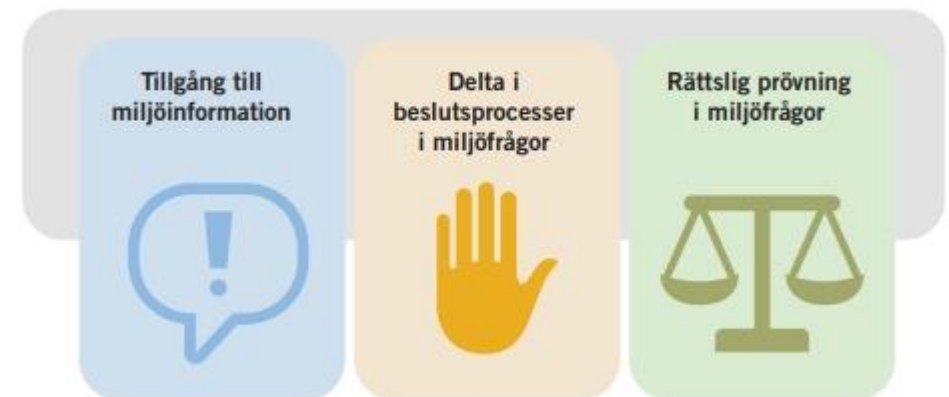 Tillgång till
miljöinformation
Delta i
beslutsprocesser
i miljöfrågor
Rättslig prövning
i miljöfrågor